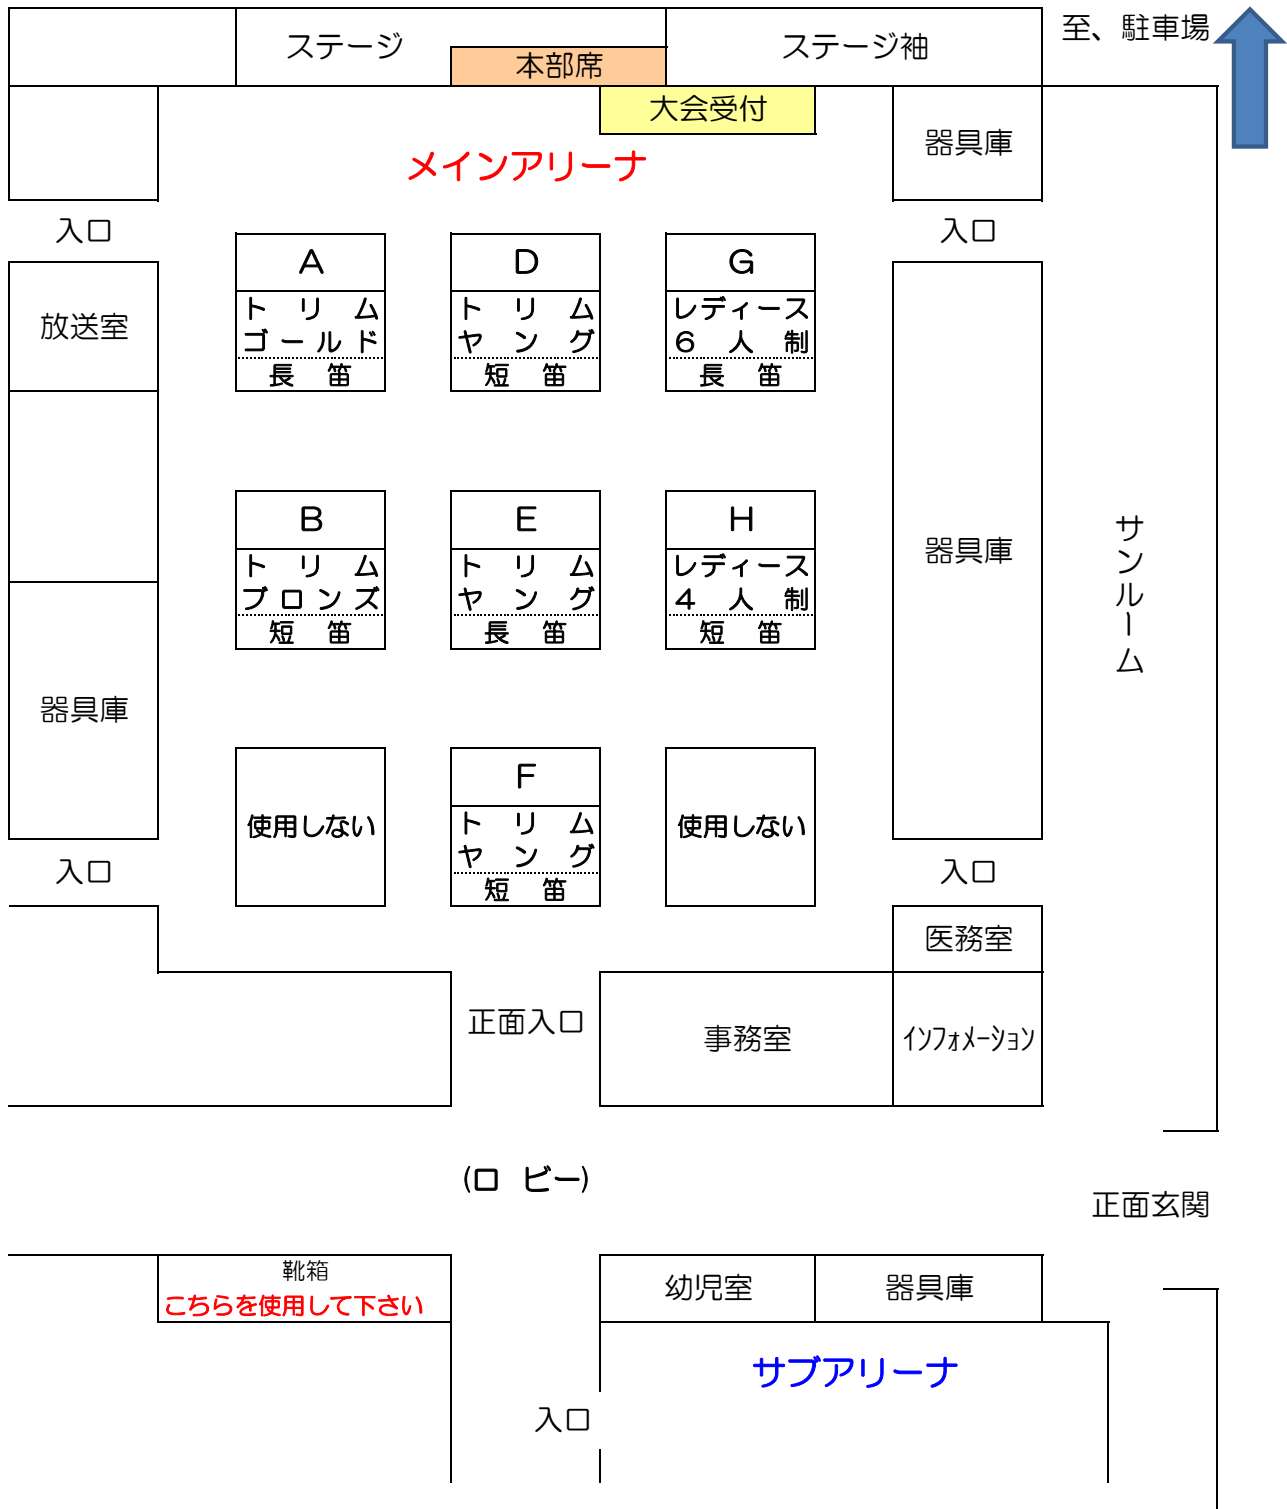 ステージ
本部席
ステージ袖
至、駐車場
大会受付
器具庫
メインアリーナ
入口
入口
放送室
A
トリム
ゴールド
長笛
D
トリム
ヤング
短笛
G
レディース
6人制
長笛
B
トリム
ブロンズ
短笛
E
トリム
ヤング
長笛
H
レディース
4人制
短笛
器具庫
サンルーム
器具庫
使用しない
F
トリム
ヤング
短笛
使用しない
入口
入口
医務室
正面入口
事務室
インフォメーション
(ロビー)
正面玄関
靴箱
こちらを使用して下さい
幼児室
器具庫
サブアリーナ
入口